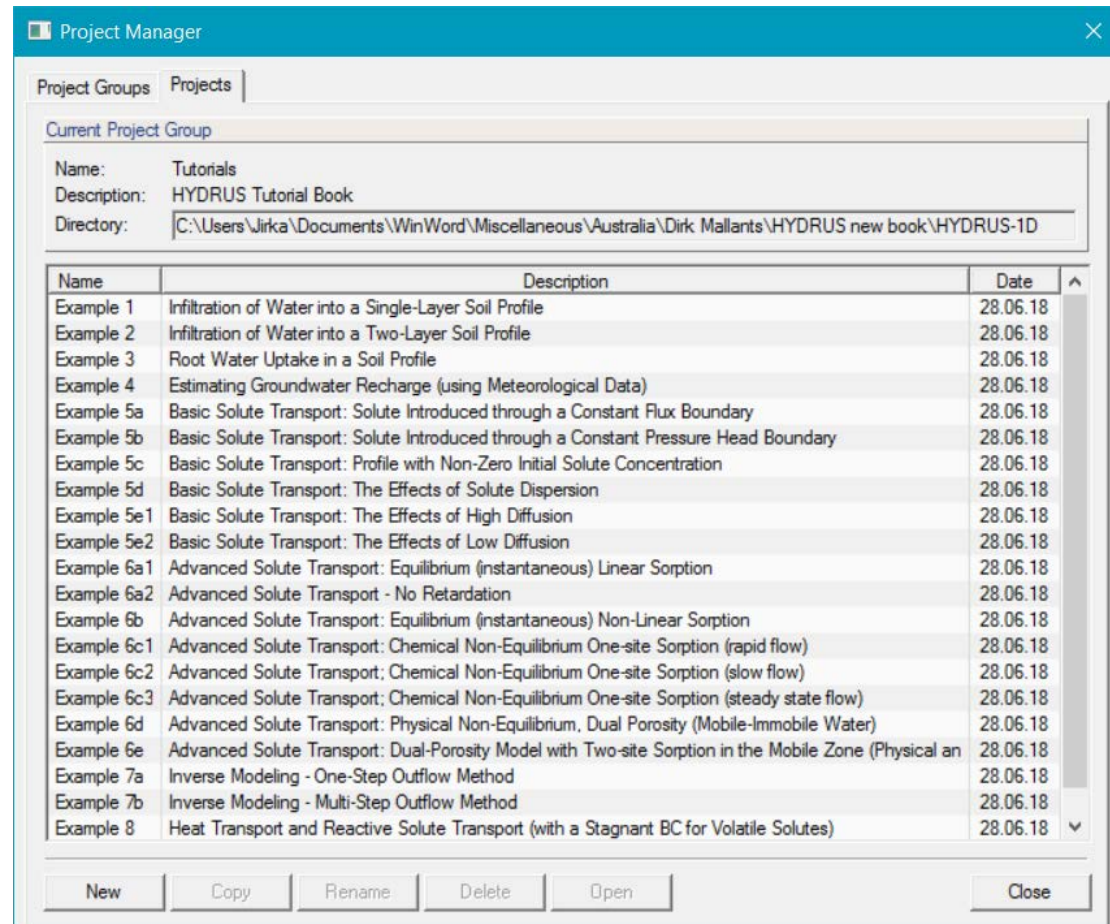 Project Manager
Project Groups Projects
Current Project Group
Name: Tutorials
Description: HYDRUS Tutorial Book
Directory: C:\Users\Jirka\Documents\WinWord\Miscellaneous\Australia\Dirk Mallants\HYDRUS new book\HYDRUS-1D
Name Description Date
Example 1 Infiltration of Water into a Single-Layer Soil Profile 28.06.18
Example 2 Infiltration of Water into a Two-Layer Soil Profile 28.06.18
Example 3 Root Water Uptake in a Soil Profile 28.06.18
Example 4 Estimating Groundwater Recharge (using Meteorological Data) 28.06.18
Example 5a Basic Solute Transport: Solute Introduced through a Constant Flux Boundary 28.06.18
Example 5b Basic Solute Transport: Solute Introduced through a Constant Pressure Head Boundary 28.06.18
Example 5c Basic Solute Transport: Profile with Non-Zero Initial Solute Concentration 28.06.18
Example 5d Basic Solute Transport: The Effects of Solute Dispersion 28.06.18
Example 5e1 Basic Solute Transport: The Effects of High Diffusion 28.06.18
Example 5e2 Basic Solute Transport: The Effects of Low Diffusion 28.06.18
Example 6a1 Advanced Solute Transport: Equilibrium (instantaneous) Linear Sorption 28.06.18
Example 6a2 Advanced Solute Transport - No Retardation 28.06.18
Example 6b Advanced Solute Transport: Equilibrium (instantaneous) Non-Linear Sorption 28.06.18
Example 6c1 Advanced Solute Transport: Chemical Non-Equilibrium One-site Sorption (rapid flow) 28.06.18
Example 6c2 Advanced Solute Transport; Chemical Non-Equilibrium One-site Sorption (slow flow) 28.06.18
Example 6c3 Advanced Solute Transport; Chemical Non-Equilibrium One-site Sorption (steady state flow) 28.06.18
Example 6d Advanced Solute Transport: Physical Non-Equilibrium, Dual Porosity (Mobile-Immobile Water) 28.06.18
Example 6e Advanced Solute Transport: Dual-Porosity Model with Two-site Sorption in the Mobile Zone (Physical an 28.06.18
Example 7a Inverse Modeling - One-Step Outflow Method 28.06.18
Example 7b Inverse Modeling - Multi-Step Outflow Method 28.06.18
Example 8 Heat Transport and Reactive Solute Transport (with a Stagnant BC for Volatile Solutes) 28.06.18
New Copy Rename Delete Open Close